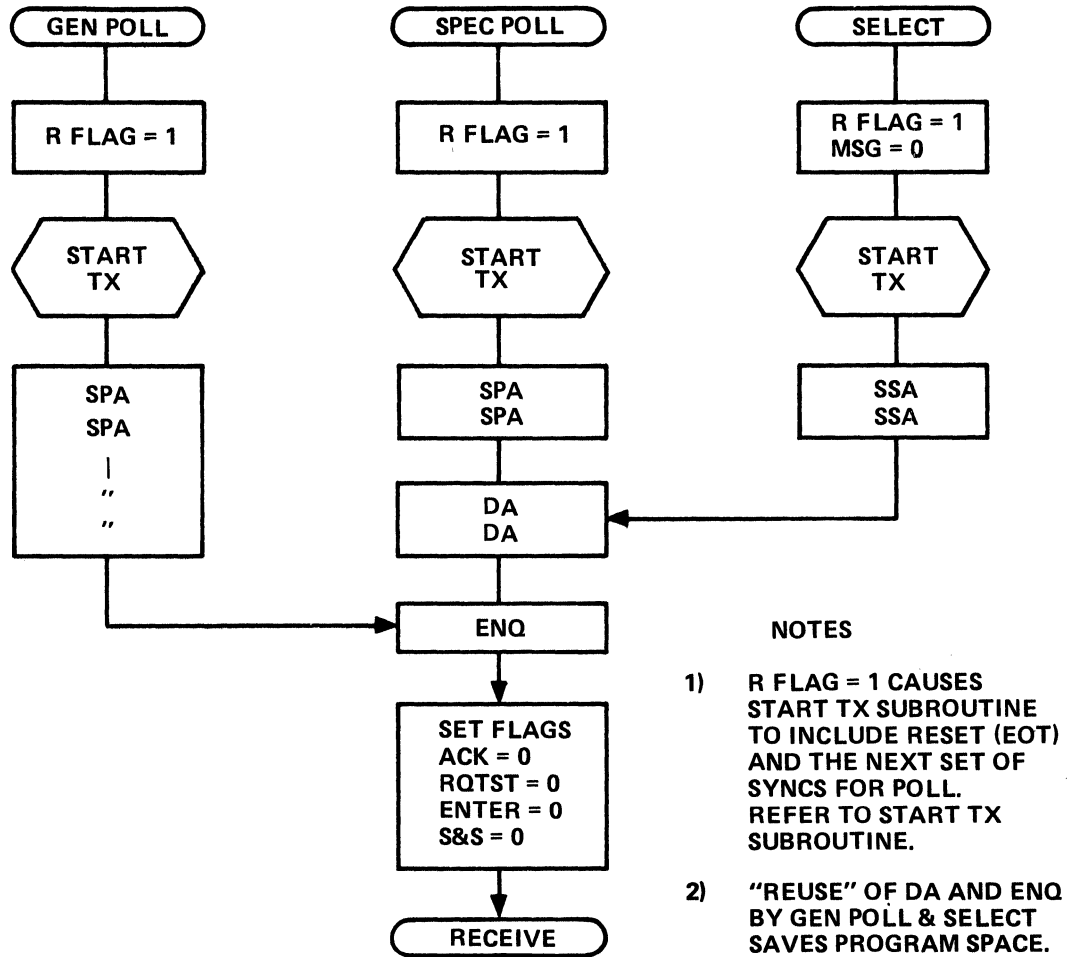 GEN POLL
R FLAG = 1
START
TX
SPA
SPA
|
"
"
SPEC POLL
R FLAG = 1
START
TX
SPA
SPA
DA
DA
ENQ
SET FLAGS
ACK = 0
RQTST = 0
ENTER = 0
S&S = 0
RECEIVE
SELECT
R FLAG = 1
MSG = 0
START
TX
SSA
SSA
NOTES
1) R FLAG = 1 CAUSES
START TX SUBROUTINE
TO INCLUDE RESET (EOT)
AND THE NEXT SET OF
SYNCS FOR POLL.
REFER TO START TX
SUBROUTINE.
2) "REUSE" OF DA AND ENQ
BY GEN POLL & SELECT
SAVES PROGRAM SPACE.